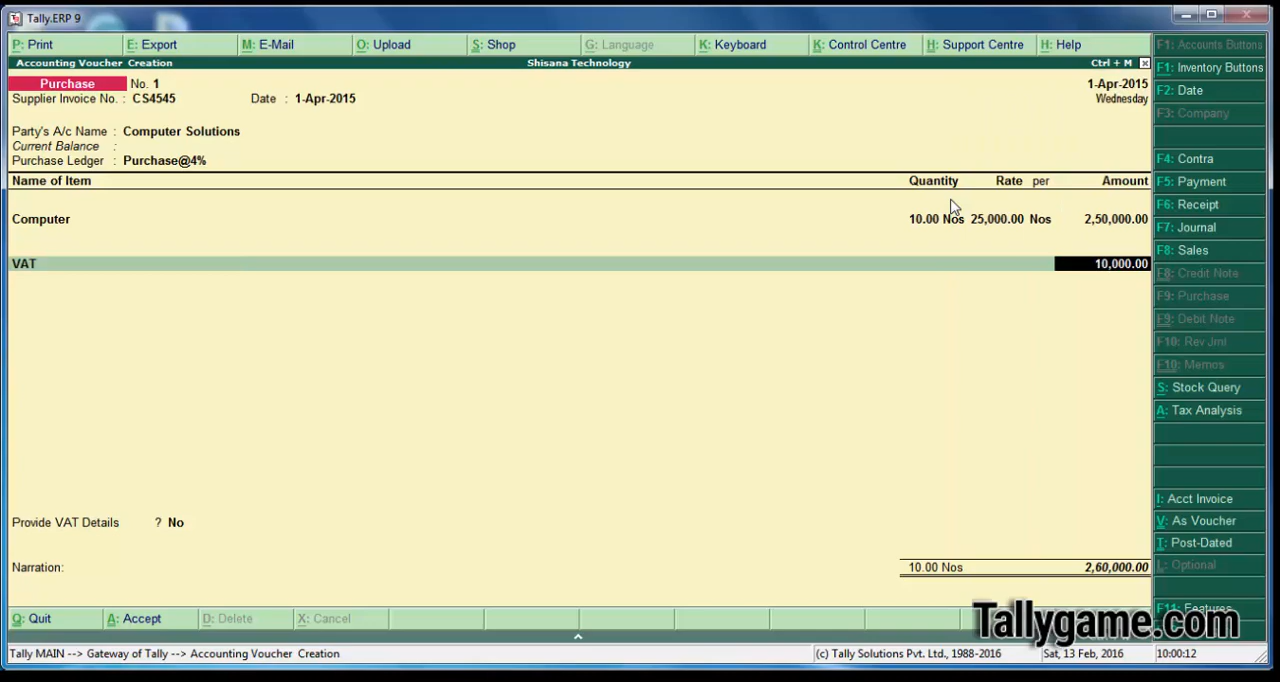 Tally.ERP 9
P: Print E: Export M: E-Mail O: Upload S: Shop G: Language K: Keyboard K: Control Centre H: Support Centre H: Help
Accounting Voucher Creation Shisana Technology Ctrl + M
Purchase No. 1 1-Apr-2015
Supplier Invoice No. : CS4545 Date : 1-Apr-2015 Wednesday
Party's A/c Name : Computer Solutions
Current Balance :
Purchase Ledger : Purchase@4%
Name of Item Quantity Rate per Amount
Computer 10.00 Nos 25,000.00 Nos 2,50,000.00
VAT 10,000.00
Provide VAT Details ? No
Narration: 10.00 Nos 2,60,000.00
Q: Quit A: Accept D: Delete X: Cancel
F1: Accounts Buttons
F1: Inventory Buttons
F2: Date
F3: Company
F4: Contra
F5: Payment
F6: Receipt
F7: Journal
F8: Sales
F8: Credit Note
F9: Purchase
F9: Debit Note
F10: Rev Jrnl
F10: Memos
S: Stock Query
A: Tax Analysis
I: Acct Invoice
V: As Voucher
T: Post-Dated
L: Optional
F11: Features
Tallygame.com
Tally MAIN --> Gateway of Tally --> Accounting Voucher Creation (c) Tally Solutions Pvt. Ltd., 1988-2016 Sat, 13 Feb, 2016 10:00:12